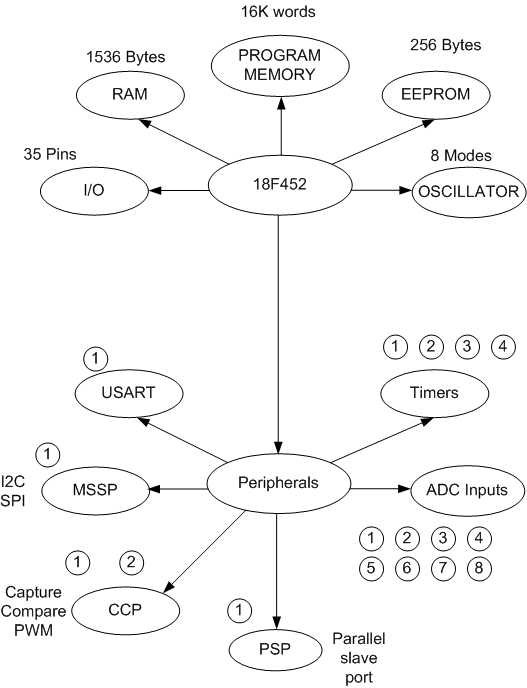 16K words
PROGRAM
MEMORY
1536 Bytes
RAM
256 Bytes
EEPROM
35 Pins
I/O
18F452
8 Modes
OSCILLATOR
1
USART
1 2 3 4
Timers
1
I2C
SPI
MSSP
Peripherals
ADC Inputs
1 2 3 4
5 6 7 8
1 2
Capture
Compare
PWM
CCP
1
PSP
Parallel
slave
port